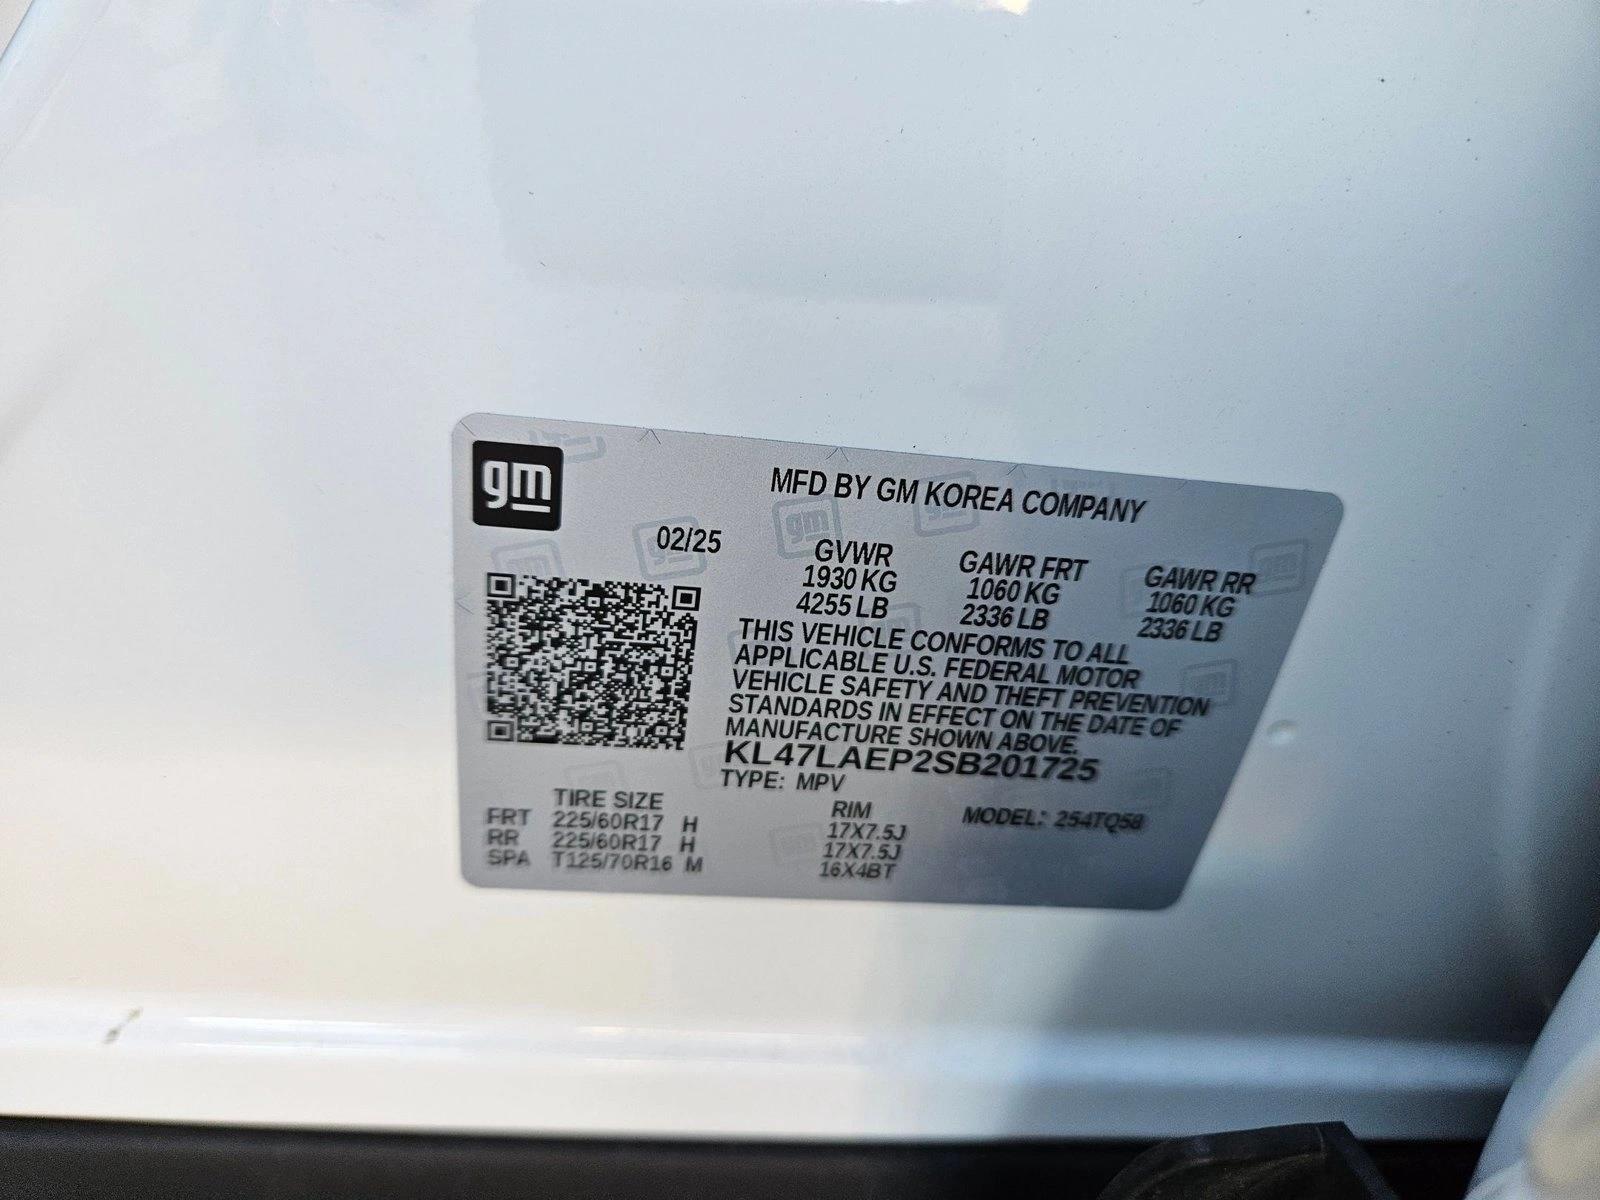 gm
MFD BY GM KOREA COMPANY
02/25
GVWR GAWR FRT GAWR RR
1930 KG 1060 KG 1060 KG
4255 LB 2336 LB 2336 LB
THIS VEHICLE CONFORMS TO ALL
APPLICABLE U.S. FEDERAL MOTOR
VEHICLE SAFETY AND THEFT PREVENTION
STANDARDS IN EFFECT ON THE DATE OF
MANUFACTURE SHOWN ABOVE.
KL47LAEP2SB201725
TYPE: MPV
TIRE SIZE RIM MODEL: 254TQ58
FRT 225/60R17 H 17X7.5J
RR 225/60R17 H 17X7.5J
SPA T125/70R16 M 16X4BT